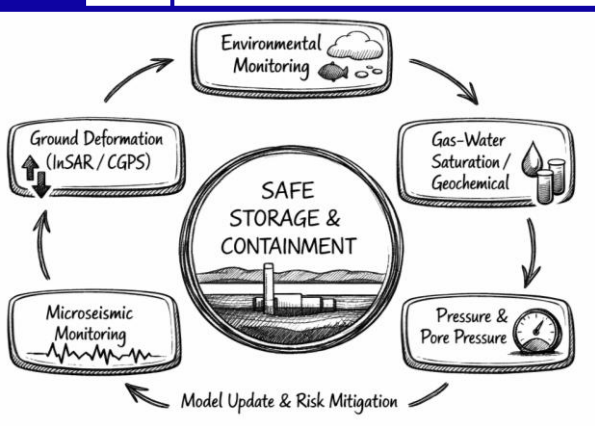 Environmental
Monitoring
Ground Deformation
(InSAR / CGPS)
Gas-Water
Saturation /
Geochemical
SAFE
STORAGE &
CONTAINMENT
Microseismic
Monitoring
Pressure &
Pore Pressure
Model Update & Risk Mitigation